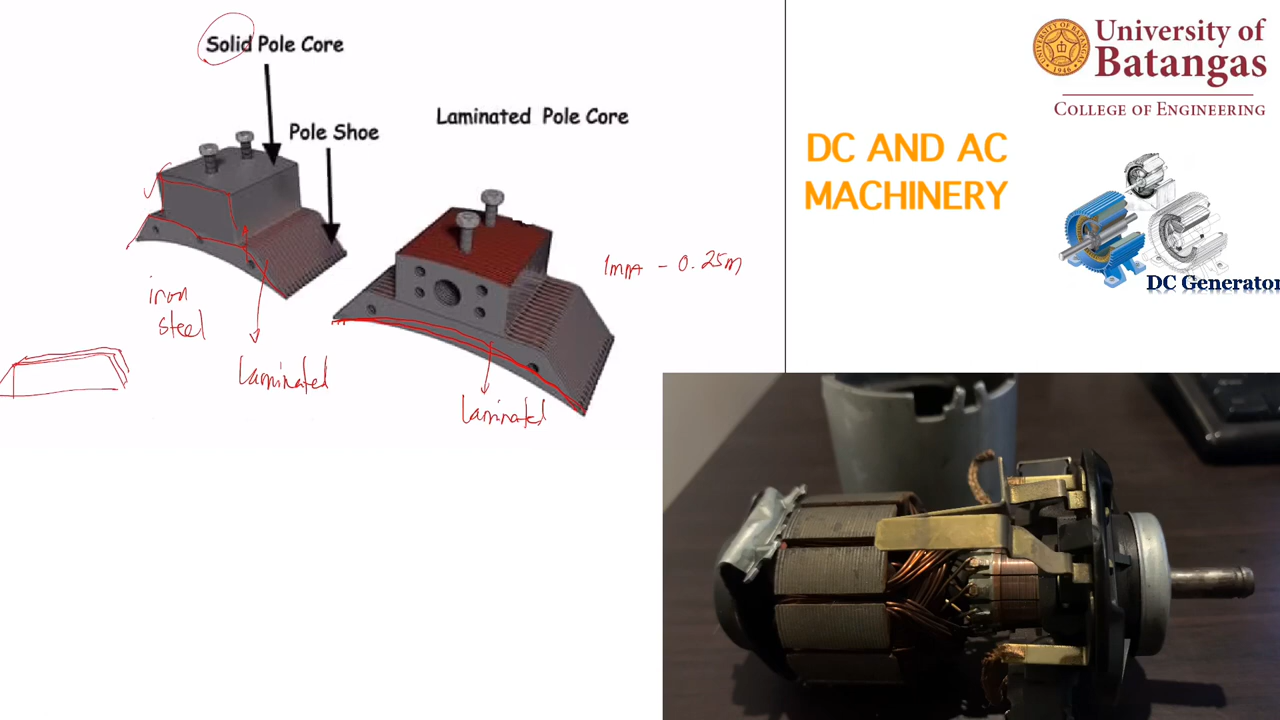 Solid Pole Core
Pole Shoe
Laminated Pole Core
1mm - 0.25m
iron
steel
Laminated
Laminated
University of
Batangas
COLLEGE OF ENGINEERING
1946
DC AND AC
MACHINERY
DC Generator